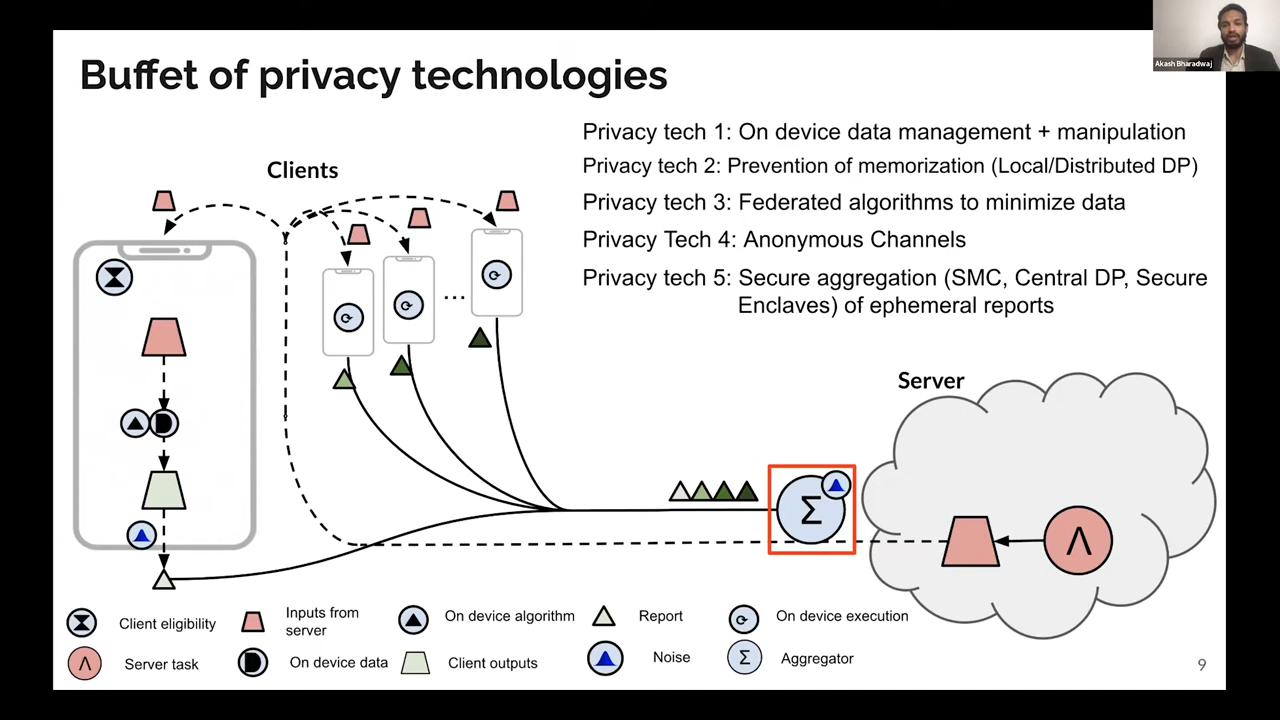 Buffet of privacy technologies
Akash Bharadwaj
Privacy tech 1: On device data management + manipulation
Privacy tech 2: Prevention of memorization (Local/Distributed DP)
Privacy tech 3: Federated algorithms to minimize data
Privacy Tech 4: Anonymous Channels
Privacy tech 5: Secure aggregation (SMC, Central DP, Secure
Enclaves) of ephemeral reports
Clients
...
Server
Σ
Λ
D
Client eligibility
Inputs from
server
On device algorithm
Report
On device execution
Λ
Server task
D
On device data
Client outputs
Noise
Σ
Aggregator
9